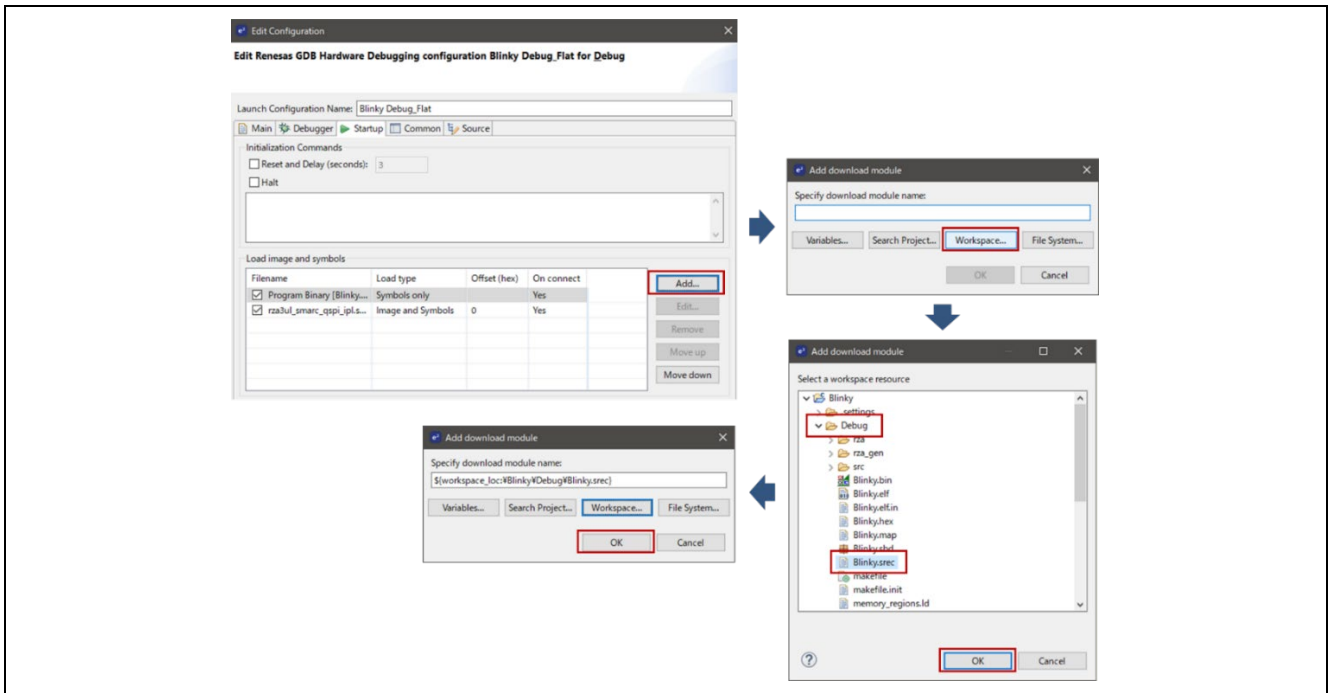 Edit Configuration
Edit Renesas GDB Hardware Debugging configuration Blinky Debug_Flat for Debug
Launch Configuration Name: Blinky Debug_Flat
Main Debugger Startup Common Source
Initialization Commands
Reset and Delay (seconds): 3
Halt
Load image and symbols
Filename Load type Offset (hex) On connect
Program Binary [Blinky.... Symbols only Yes
rza3ul_smarc_qspi_ipl.s... Image and Symbols 0 Yes
Add...
Edit...
Remove
Move up
Move down
Add download module
Specify download module name:
Variables... Search Project... Workspace... File System...
OK Cancel
Add download module
Select a workspace resource
Blinky
.settings
Debug
rza
rza_gen
src
Blinky.bin
Blinky.elf
Blinky.elf.in
Blinky.hex
Blinky.map
Blinky.sbd
Blinky.srec
makefile
makefile.init
memory_regions.ld
OK Cancel
Add download module
Specify download module name:
${workspace_loc:¥Blinky¥Debug¥Blinky.srec}
Variables... Search Project... Workspace... File System...
OK Cancel